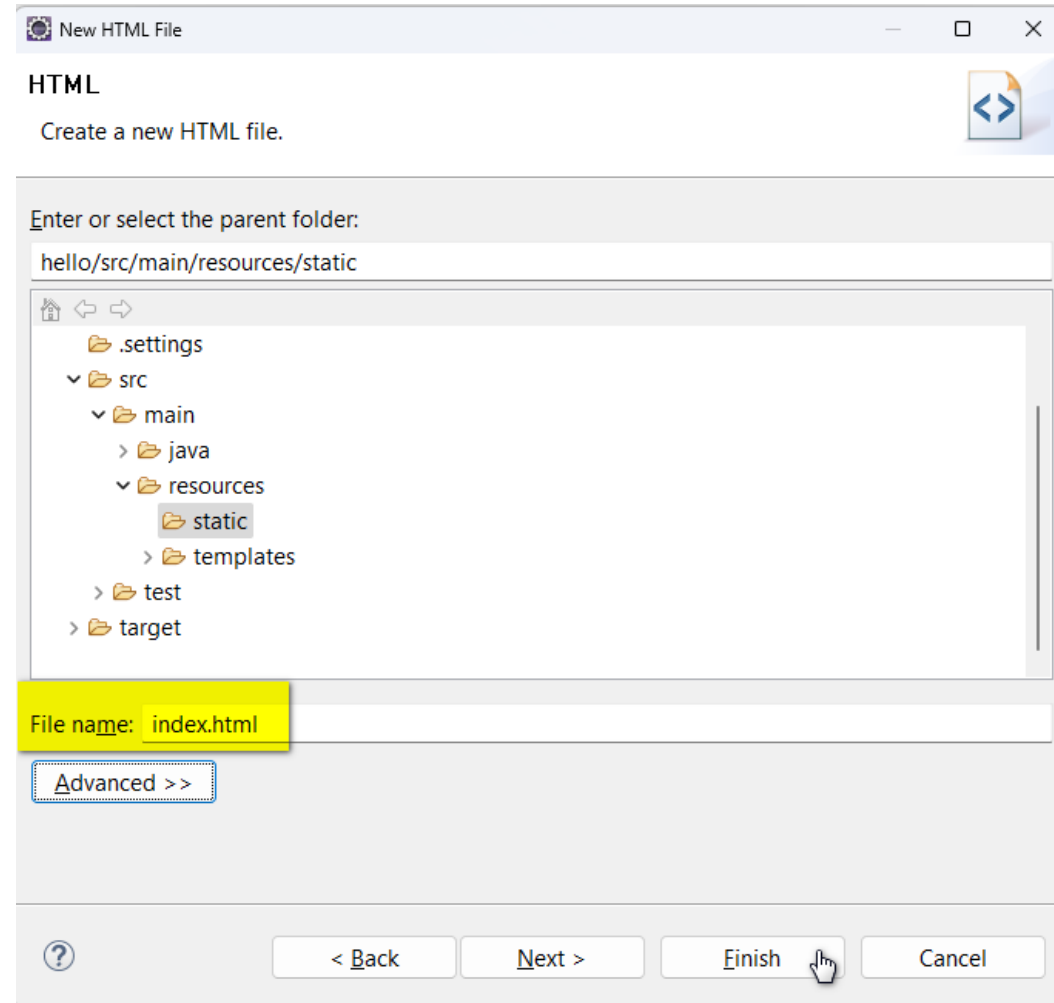 New HTML File
HTML
Create a new HTML file.
Enter or select the parent folder:
hello/src/main/resources/static
.settings
src
main
java
resources
static
templates
test
target
File name: index.html
Advanced >>
< Back Next > Finish Cancel